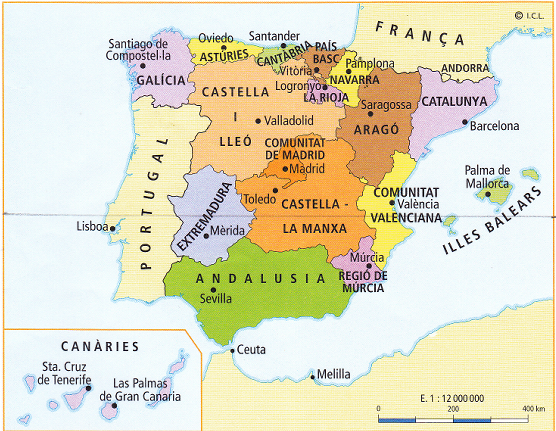 © I.C.L.
FRANÇA
Santiago de
Compostel·la
Oviedo
Santander
ASTÚRIES
CANTÀBRIA
PAÍS
BASC
Vitòria
Pamplona
NAVARRA
ANDORRA
GALÍCIA
Logronyo
LA RIOJA
CASTELLA
I
LLEÓ
Valladolid
Saragossa
ARAGÓ
CATALUNYA
Barcelona
COMUNITAT
DE MADRID
Madrid
PORTUGAL
Toledo
CASTELLA -
LA MANXA
COMUNITAT
València
VALENCIANA
Palma de
Mallorca
ILLES BALEARS
EXTREMADURA
Mèrida
Lisboa
Múrcia
REGIÓ DE
MÚRCIA
ANDALUSIA
Sevilla
Ceuta
Melilla
CANÀRIES
Sta. Cruz
de Tenerife
Las Palmas
de Gran Canaria
E. 1 : 12 000 000
0 200 400 km